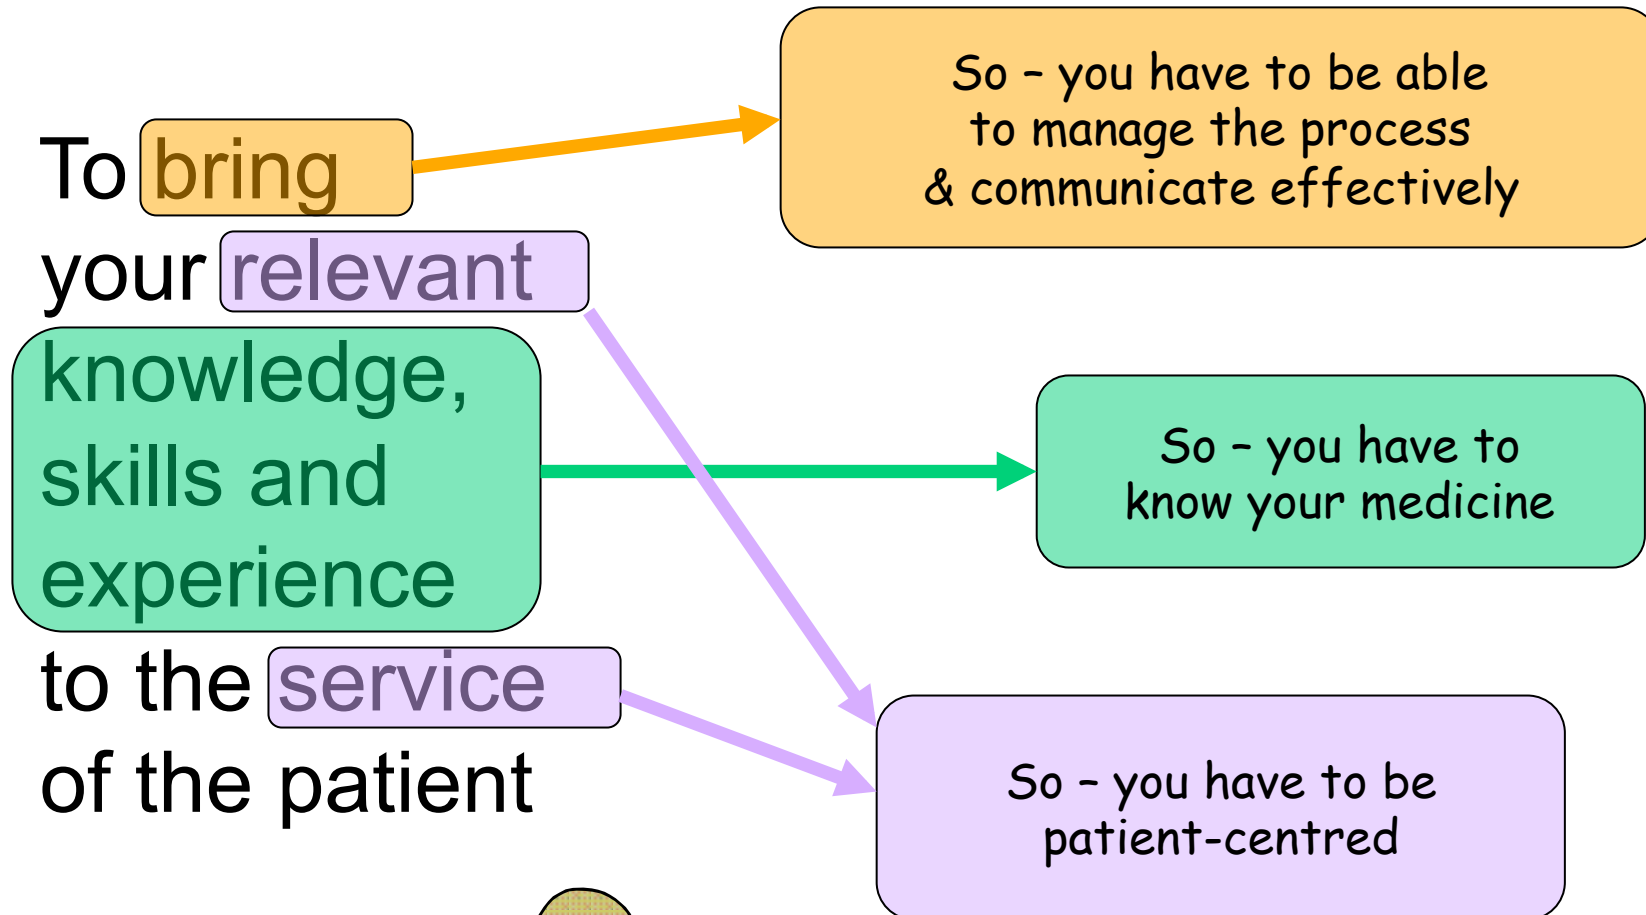 To bring
your relevant
knowledge,
skills and
experience
to the service
of the patient
So – you have to be able
to manage the process
& communicate effectively
So – you have to
know your medicine
So – you have to be
patient-centred